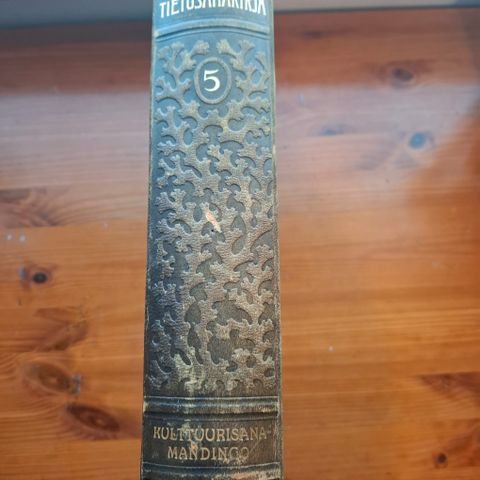 TIETOSANAKIRJA
5
KULTTUURISANA-
MANDINGO